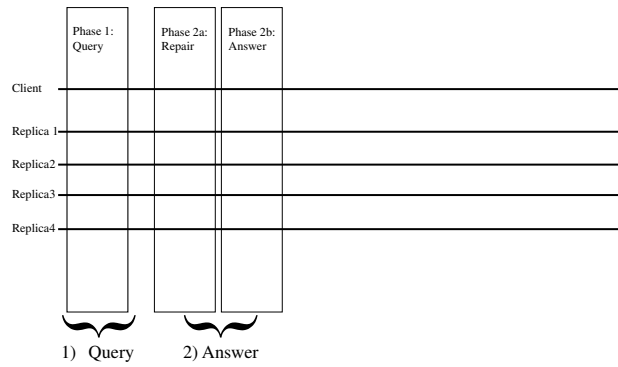 Phase 1:
Query
Phase 2a:
Repair
Phase 2b:
Answer
Client
Replica 1
Replica2
Replica3
Replica4
1) Query
2) Answer